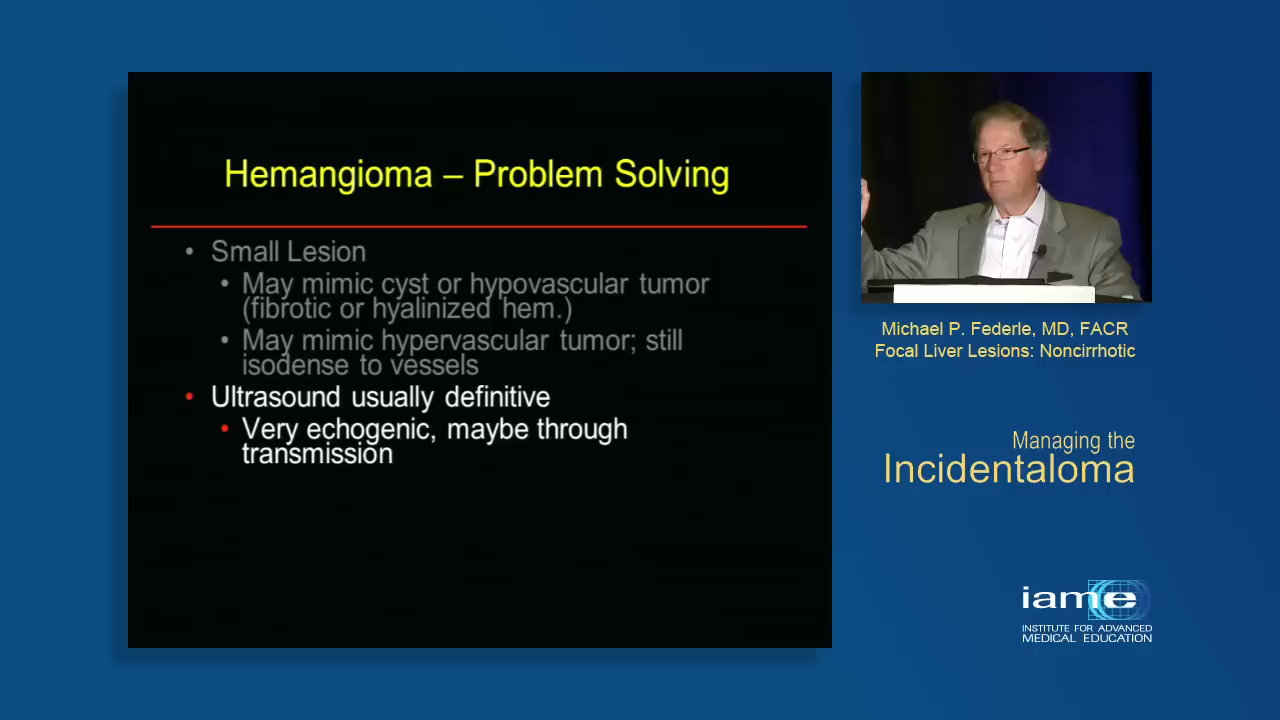 Hemangioma – Problem Solving
• Small Lesion
• May mimic cyst or hypovascular tumor
(fibrotic or hyalinized hem.)
• May mimic hypervascular tumor; still
isodense to vessels
• Ultrasound usually definitive
• Very echogenic, maybe through
transmission
Michael P. Federle, MD, FACR
Focal Liver Lesions: Noncirrhotic
Managing the
Incidentaloma
iame
INSTITUTE FOR ADVANCED
MEDICAL EDUCATION